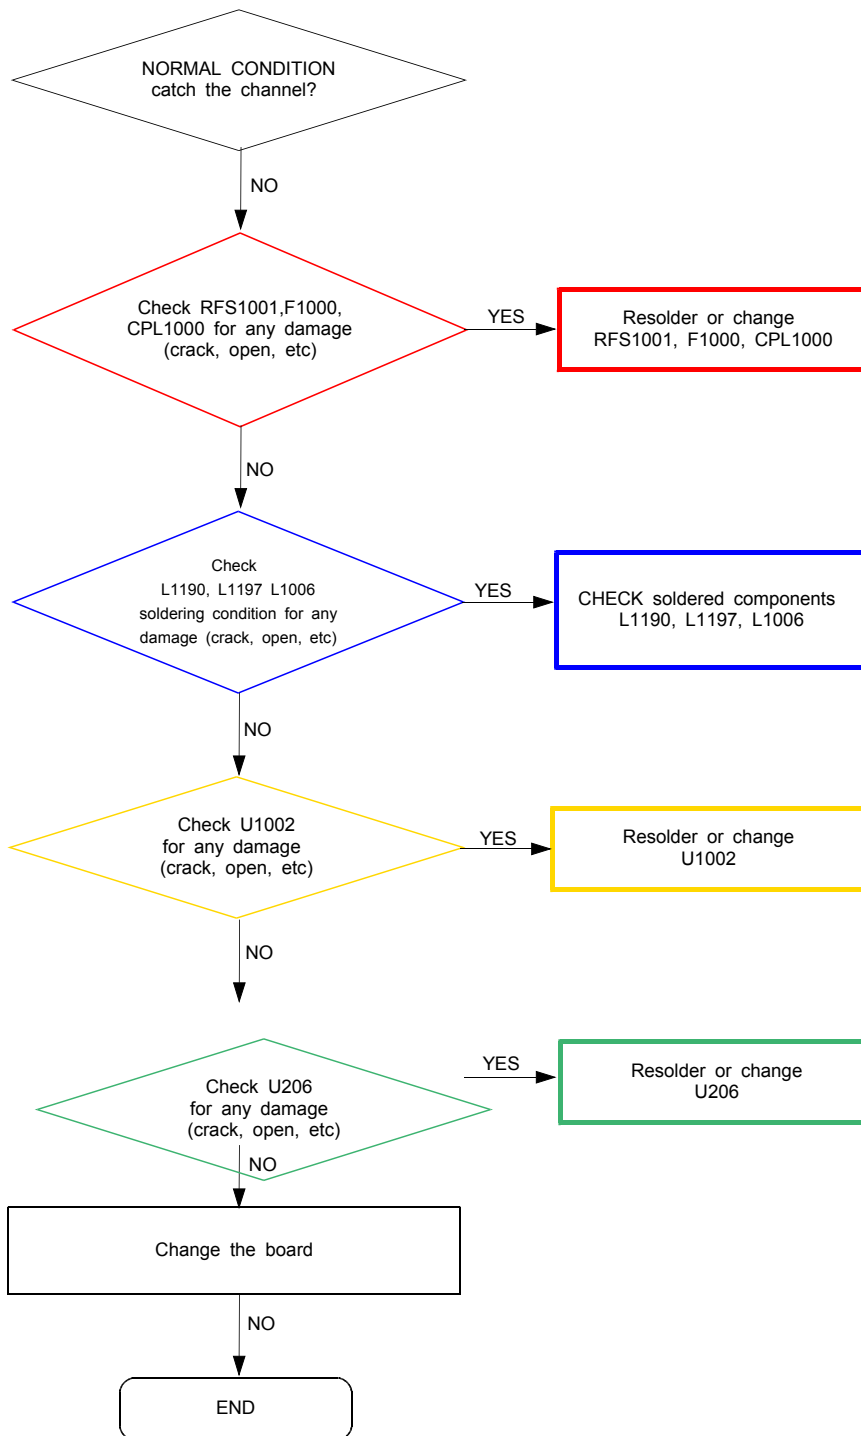 NORMAL CONDITION
catch the channel?
NO
Check RFS1001,F1000,
CPL1000 for any damage
(crack, open, etc)
YES
Resolder or change
RFS1001, F1000, CPL1000
NO
Check
L1190, L1197 L1006
soldering condition for any
damage (crack, open, etc)
YES
CHECK soldered components
L1190, L1197, L1006
NO
Check U1002
for any damage
(crack, open, etc)
YES
Resolder or change
U1002
NO
Check U206
for any damage
(crack, open, etc)
YES
Resolder or change
U206
NO
Change the board
NO
END